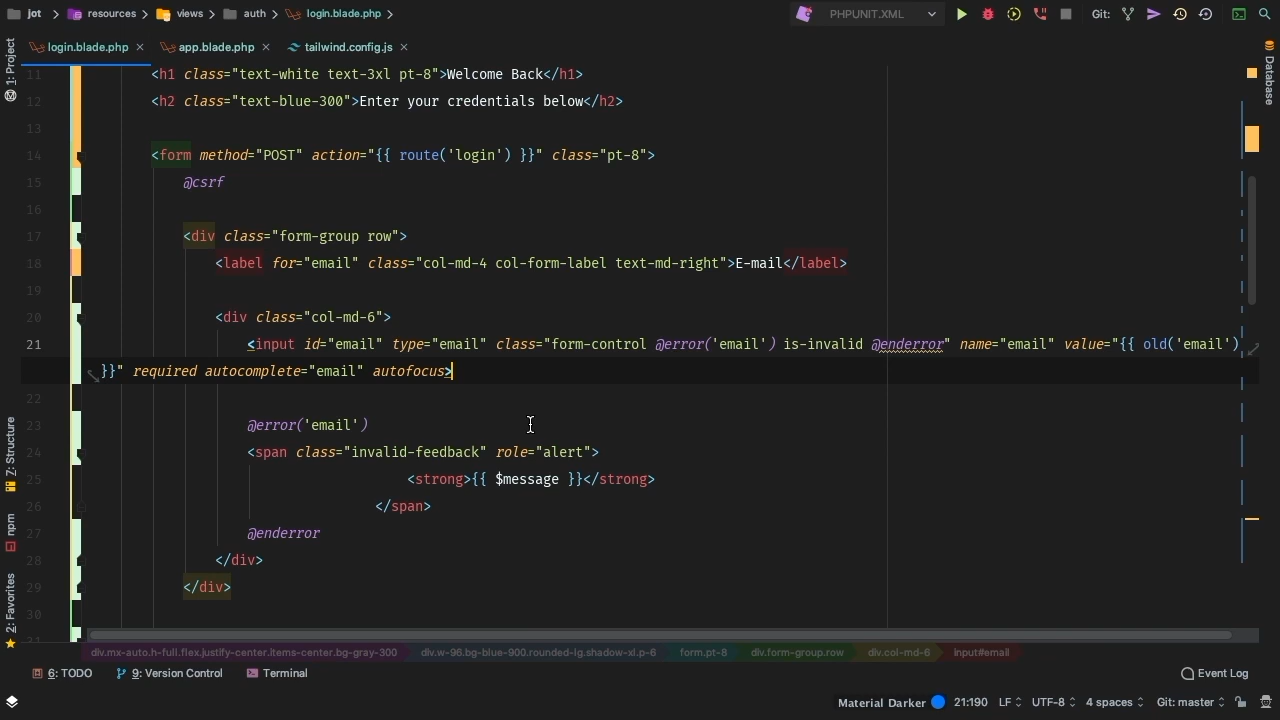 jot resources views auth login.blade.php PHPUNIT.XML Git:
login.blade.php app.blade.php tailwind.config.js
1: Project
Database
11 <h1 class="text-white text-3xl pt-8">Welcome Back</h1>
12 <h2 class="text-blue-300">Enter your credentials below</h2>
13
14 <form method="POST" action="{{ route('login') }}" class="pt-8">
15 @csrf
16
17 <div class="form-group row">
18 <label for="email" class="col-md-4 col-form-label text-md-right">E-mail</label>
19
20 <div class="col-md-6">
21 <input id="email" type="email" class="form-control @error('email') is-invalid @enderror" name="email" value="{{ old('email')
}}" required autocomplete="email" autofocus>
22
23 @error('email')
24 <span class="invalid-feedback" role="alert">
25 <strong>{{ $message }}</strong>
26 </span>
27 @enderror
28 </div>
29 </div>
30
31
7: Structure
npm
2: Favorites
div.mx-auto.h-full.flex.justify-center.items-center.bg-gray-300 div.w-96.bg-blue-900.rounded-lg.shadow-xl.p-6 form.pt-8 div.form-group.row div.col-md-6 input#email
6: TODO 9: Version Control Terminal Event Log
Material Darker 21:190 LF UTF-8 4 spaces Git: master